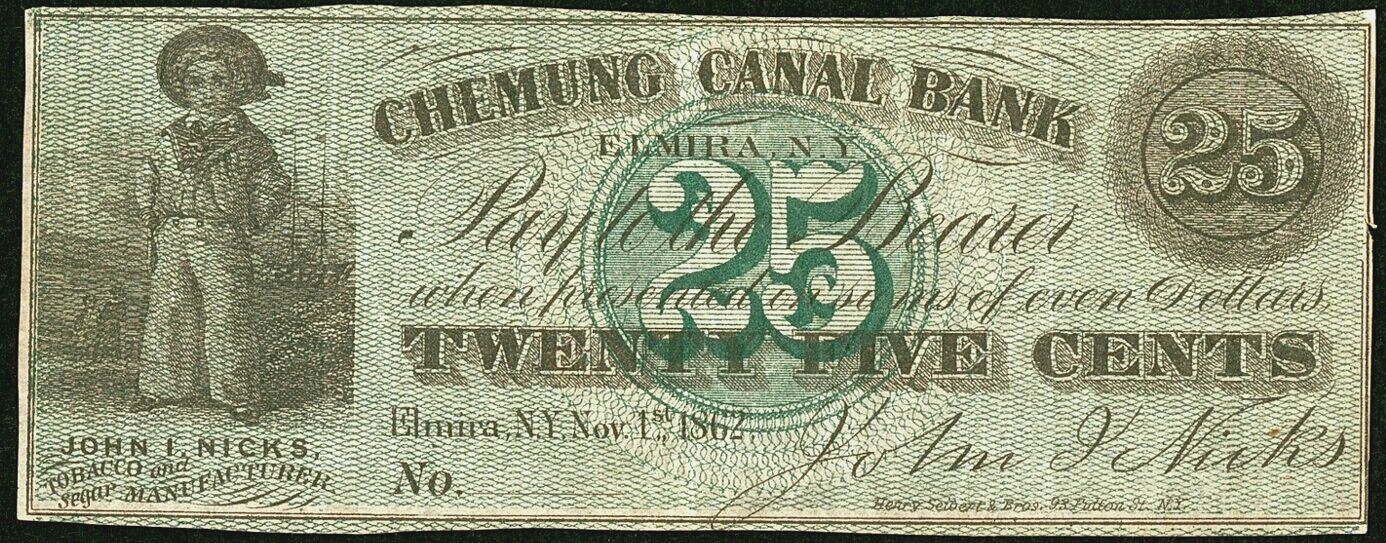 CHEMUNG CANAL BANK
25
ELMIRA, N.Y.
25
Pay to the Bearer
when presented in sums of even Dollars
TWENTY FIVE CENTS
Elmira, N.Y. Nov. 1st 1862.
John I Nicks
No.
JOHN I. NICKS,
TOBACCO and
Segar MANUFACTURER
Henry Seibert & Bros. 93 Fulton St. N.Y.